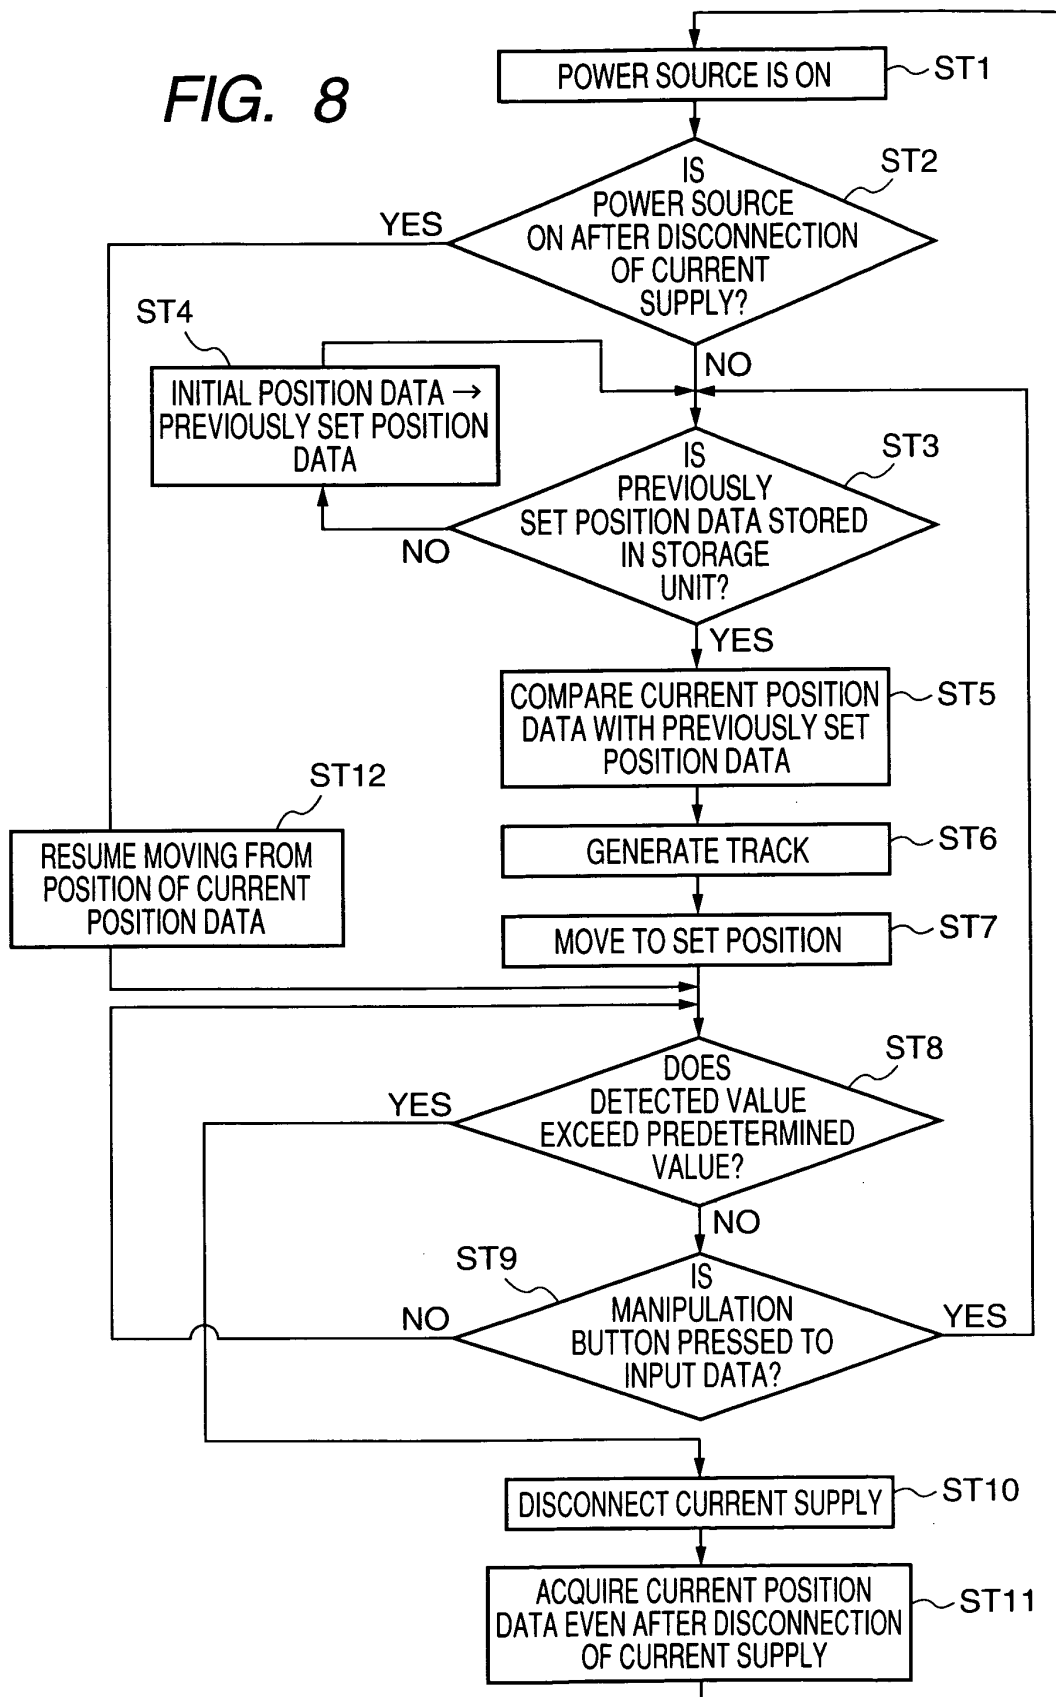 FIG. 8
POWER SOURCE IS ON
ST1
IS
POWER SOURCE
ON AFTER DISCONNECTION
OF CURRENT
SUPPLY?
ST2
YES
NO
ST4
INITIAL POSITION DATA →
PREVIOUSLY SET POSITION
DATA
IS
PREVIOUSLY
SET POSITION DATA STORED
IN STORAGE
UNIT?
ST3
NO
YES
COMPARE CURRENT POSITION
DATA WITH PREVIOUSLY SET
POSITION DATA
ST5
ST12
RESUME MOVING FROM
POSITION OF CURRENT
POSITION DATA
GENERATE TRACK
ST6
MOVE TO SET POSITION
ST7
DOES
DETECTED VALUE
EXCEED PREDETERMINED
VALUE?
ST8
YES
NO
ST9
IS
MANIPULATION
BUTTON PRESSED TO
INPUT DATA?
NO
YES
DISCONNECT CURRENT SUPPLY
ST10
ACQUIRE CURRENT POSITION
DATA EVEN AFTER DISCONNECTION
OF CURRENT SUPPLY
ST11